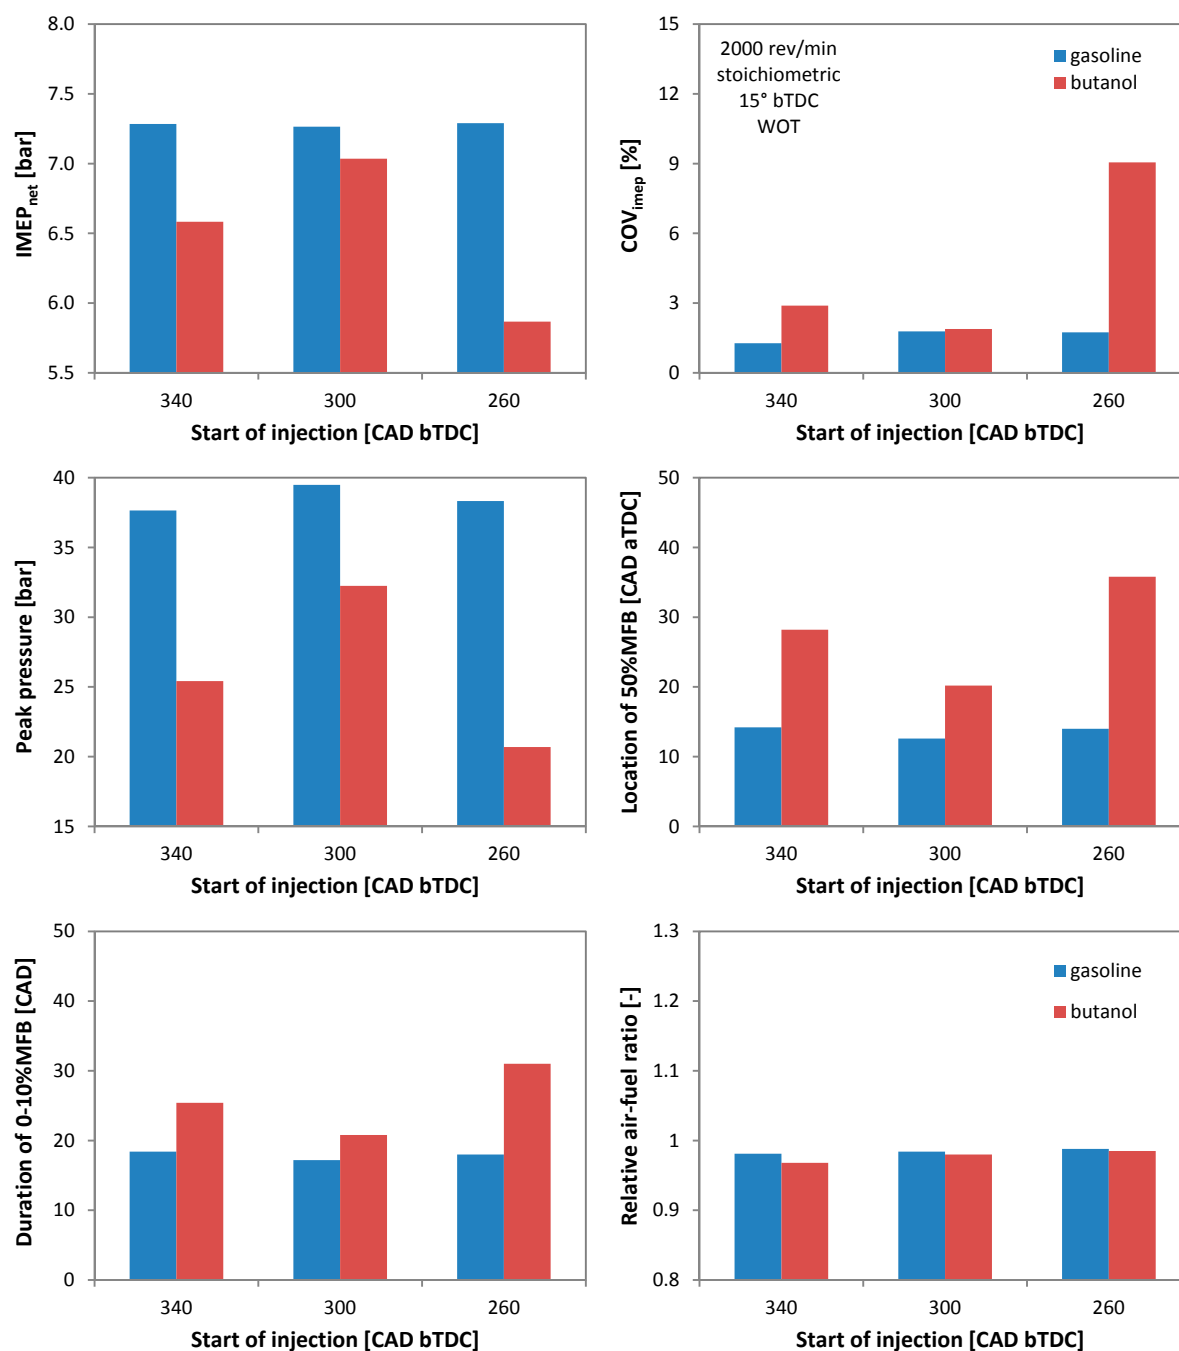 8.0
7.5
7.0
6.5
6.0
5.5
IMEPnet [bar]
340 300 260
Start of injection [CAD bTDC]
15
12
9
6
3
0
COVimep [%]
2000 rev/min
stoichiometric
15° bTDC
WOT
gasoline
butanol
340 300 260
Start of injection [CAD bTDC]
40
35
30
25
20
15
Peak pressure [bar]
340 300 260
Start of injection [CAD bTDC]
50
40
30
20
10
0
Location of 50%MFB [CAD aTDC]
340 300 260
Start of injection [CAD bTDC]
50
40
30
20
10
0
Duration of 0-10%MFB [CAD]
340 300 260
Start of injection [CAD bTDC]
1.3
1.2
1.1
1
0.9
0.8
Relative air-fuel ratio [-]
gasoline
butanol
340 300 260
Start of injection [CAD bTDC]